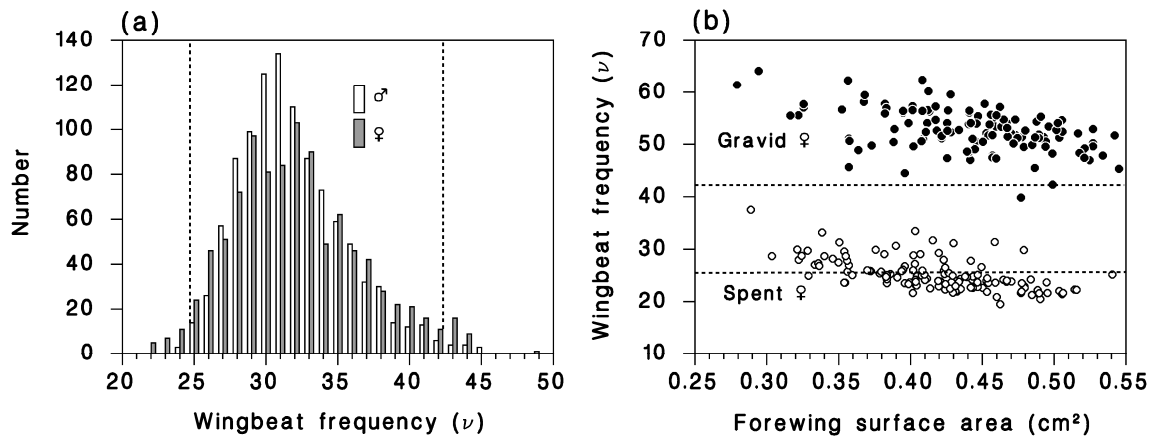 (a)
140
120
100
80
60
40
20
0
Number
♂
♀
20 25 30 35 40 45 50
Wingbeat frequency (ν)
(b)
70
60
50
40
30
20
10
Wingbeat frequency (ν)
Gravid ♀
Spent ♀
0.25 0.30 0.35 0.40 0.45 0.50 0.55
Forewing surface area (cm²)